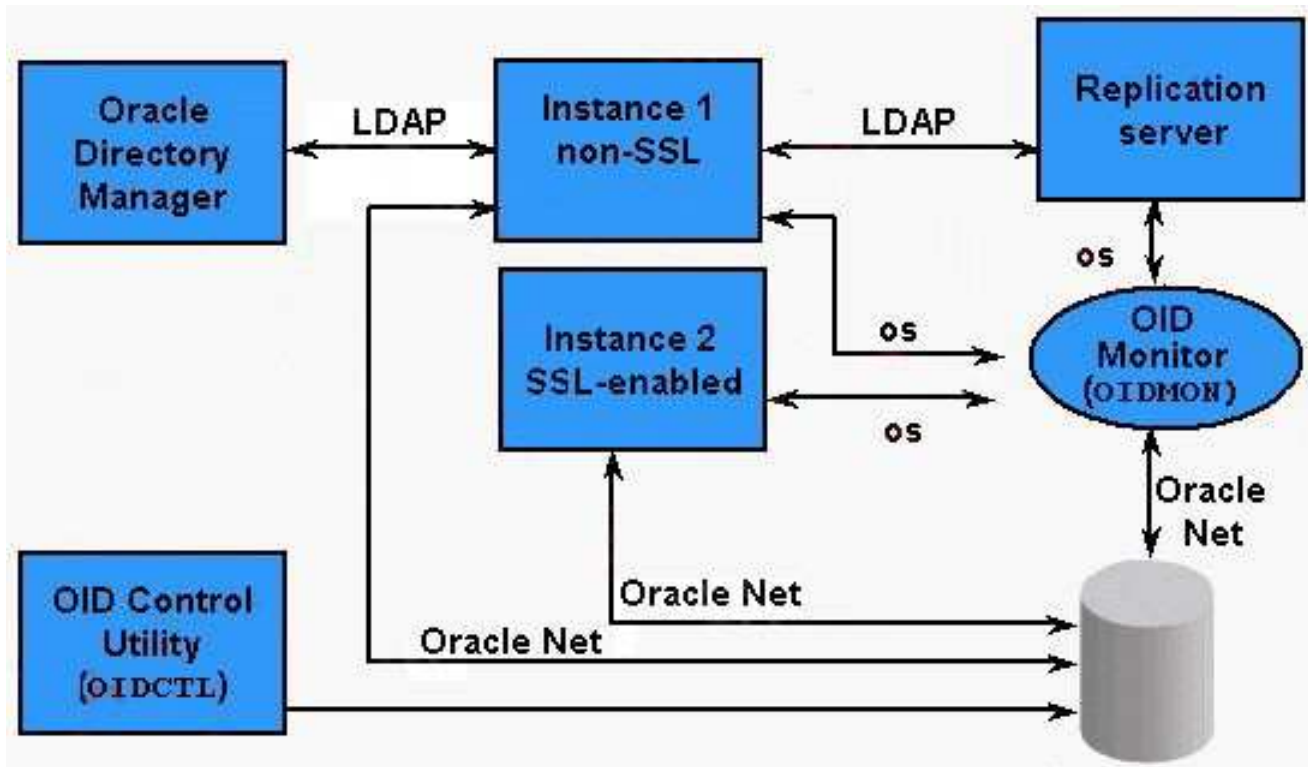 Oracle
Directory
Manager
LDAP
Instance 1
non-SSL
LDAP
Replication
server
os
Instance 2
SSL-enabled
os
os
OID
Monitor
(OIDMON)
Oracle
Net
OID Control
Utility
(OIDCTL)
Oracle Net
Oracle Net